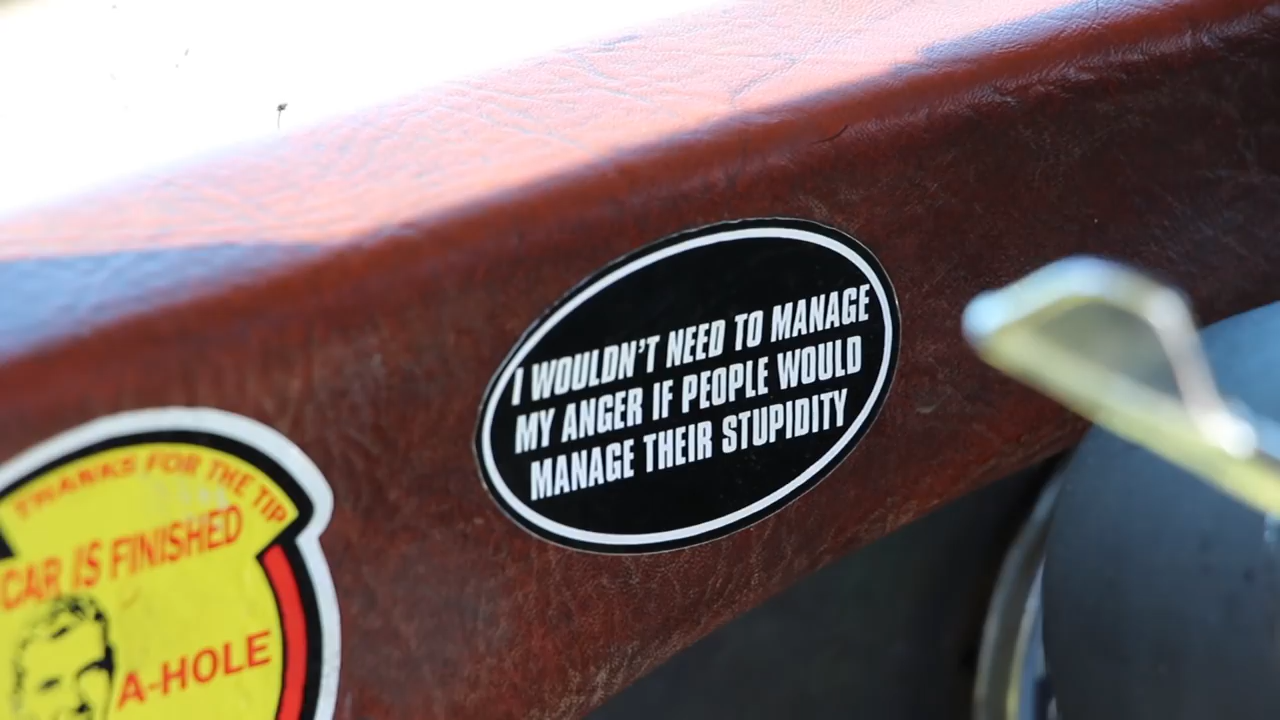 I WOULDN'T NEED TO MANAGE
MY ANGER IF PEOPLE WOULD
MANAGE THEIR STUPIDITY
THANKS FOR THE TIP
CAR IS FINISHED
A-HOLE